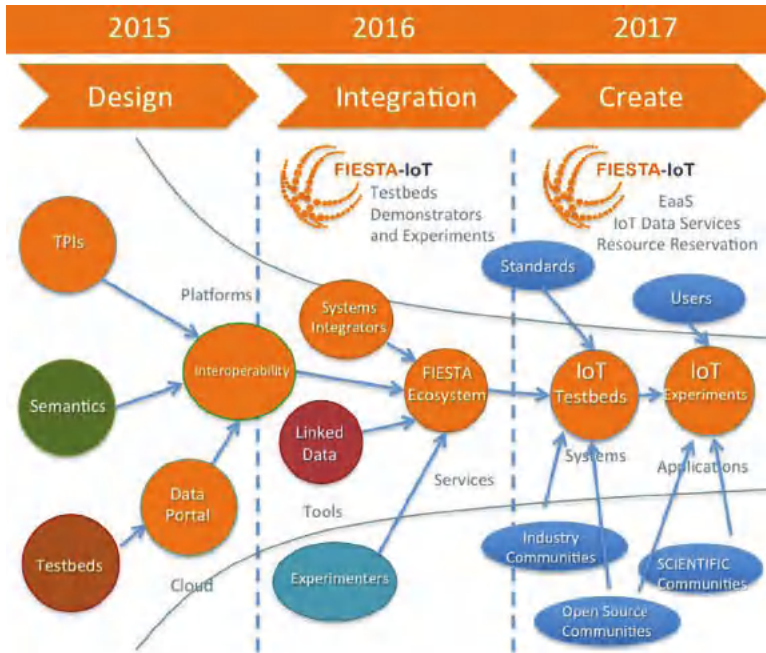 2015
2016
2017
Design
Integration
Create
FIESTA-IoT
Testbeds
Demonstrators
and Experiments
FIESTA-IoT
EaaS
IoT Data Services
Resource Reservation
TPIs
Platforms
Standards
Users
Systems
Integrators
Interoperability
FIESTA
Ecosystem
IoT
Testbeds
IoT
Experiments
Semantics
Linked
Data
Data
Portal
Services
Systems
Applications
Tools
Testbeds
Cloud
Experimenters
Industry
Communities
SCIENTIFIC
Communities
Open Source
Communities